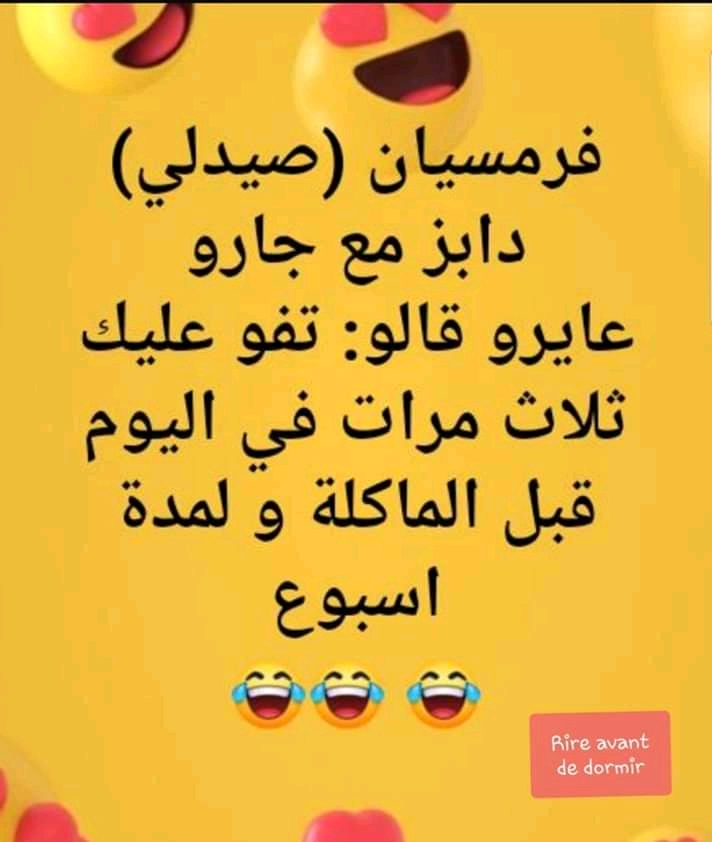 فرمسيان (صيدلي)
دابز مع جارو
عايرو قالو: تفو عليك
ثلاث مرات في اليوم
قبل الماكلة و لمدة
اسبوع
😂😂 😂
Rire avant
de dormir